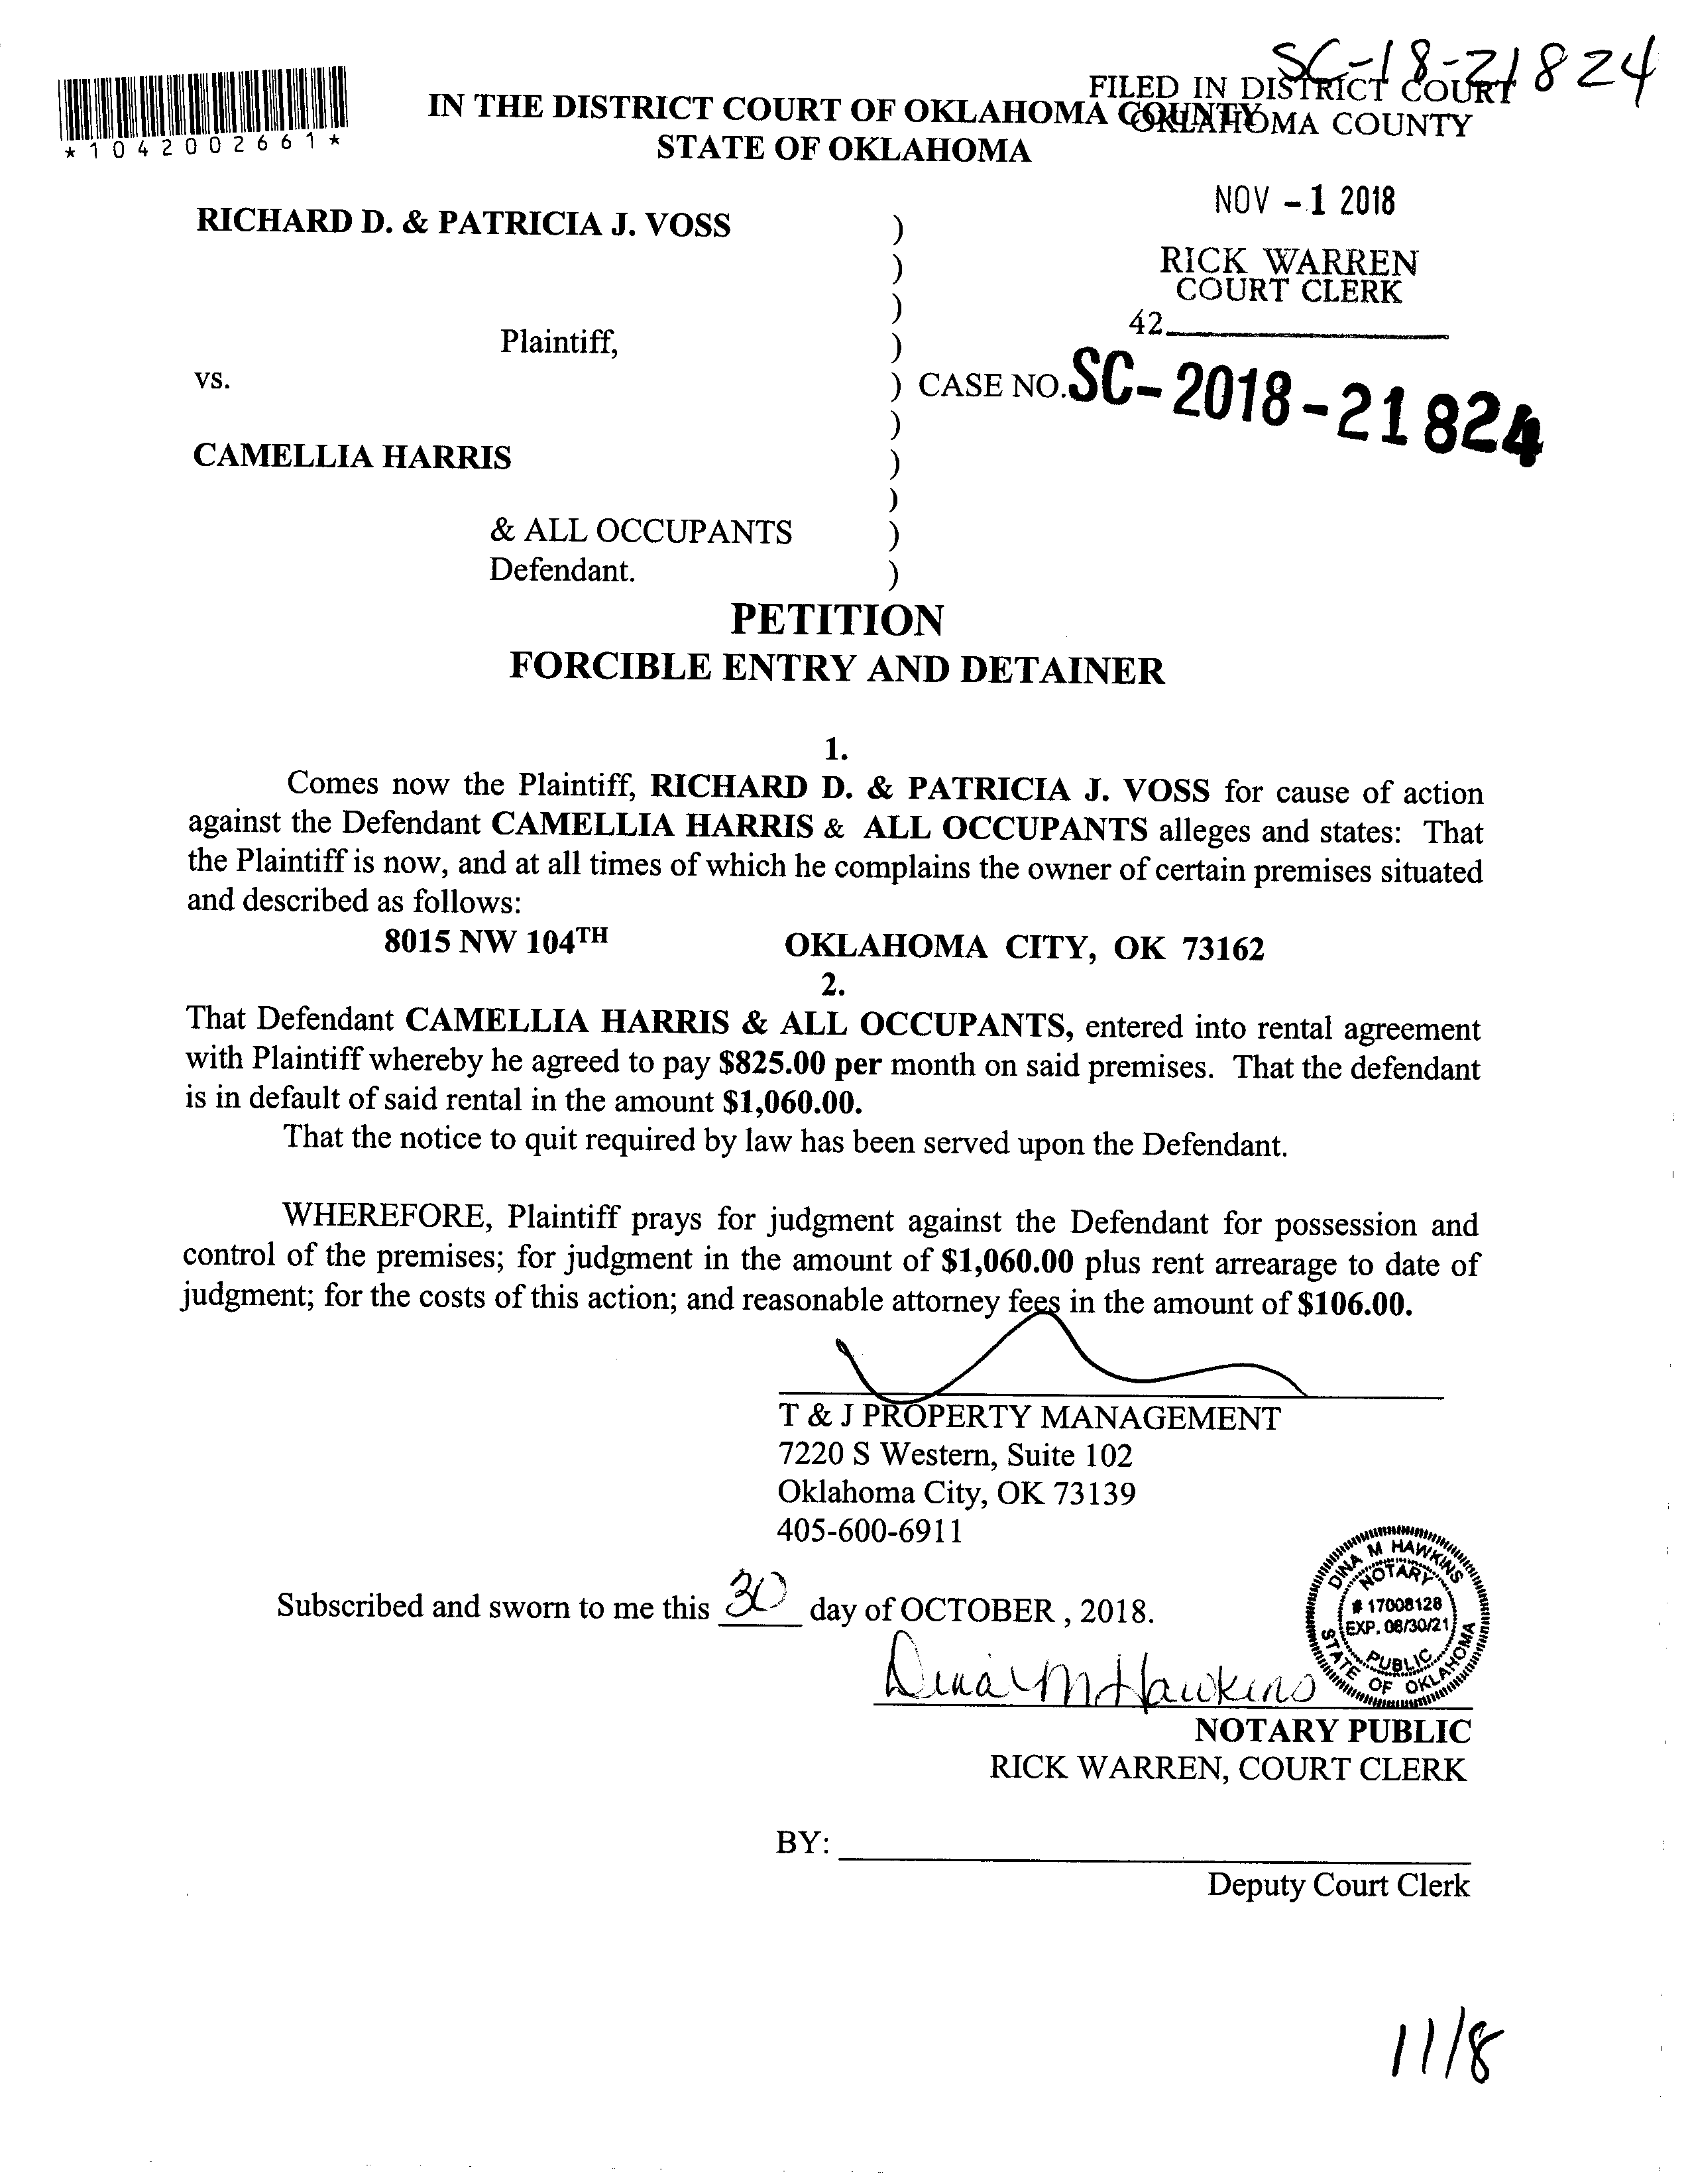 SC-18-21824
FILED IN DISTRICT COURT
OKLAHOMA COUNTY
*1042002661*
IN THE DISTRICT COURT OF OKLAHOMA COUNTY
STATE OF OKLAHOMA
NOV -1 2018
RICK WARREN
COURT CLERK
42
RICHARD D. & PATRICIA J. VOSS )
)
)
Plaintiff, )
vs. ) CASE NO. SC-2018-21824
)
CAMELLIA HARRIS )
)
& ALL OCCUPANTS )
Defendant. )
PETITION
FORCIBLE ENTRY AND DETAINER
1.
Comes now the Plaintiff, RICHARD D. & PATRICIA J. VOSS for cause of action
against the Defendant CAMELLIA HARRIS & ALL OCCUPANTS alleges and states: That
the Plaintiff is now, and at all times of which he complains the owner of certain premises situated
and described as follows:
8015 NW 104TH OKLAHOMA CITY, OK 73162
2.
That Defendant CAMELLIA HARRIS & ALL OCCUPANTS, entered into rental agreement
with Plaintiff whereby he agreed to pay $825.00 per month on said premises. That the defendant
is in default of said rental in the amount $1,060.00.
That the notice to quit required by law has been served upon the Defendant.
WHEREFORE, Plaintiff prays for judgment against the Defendant for possession and
control of the premises; for judgment in the amount of $1,060.00 plus rent arrearage to date of
judgment; for the costs of this action; and reasonable attorney fees in the amount of $106.00.
T & J PROPERTY MANAGEMENT
7220 S Western, Suite 102
Oklahoma City, OK 73139
405-600-6911
Subscribed and sworn to me this 30 day of OCTOBER , 2018.
DINA M HAWKINS
NOTARY
# 17008128
EXP. 08/30/21
PUBLIC
STATE OF OKLAHOMA
Dina M Hawkins
NOTARY PUBLIC
RICK WARREN, COURT CLERK
BY:
Deputy Court Clerk
11/8